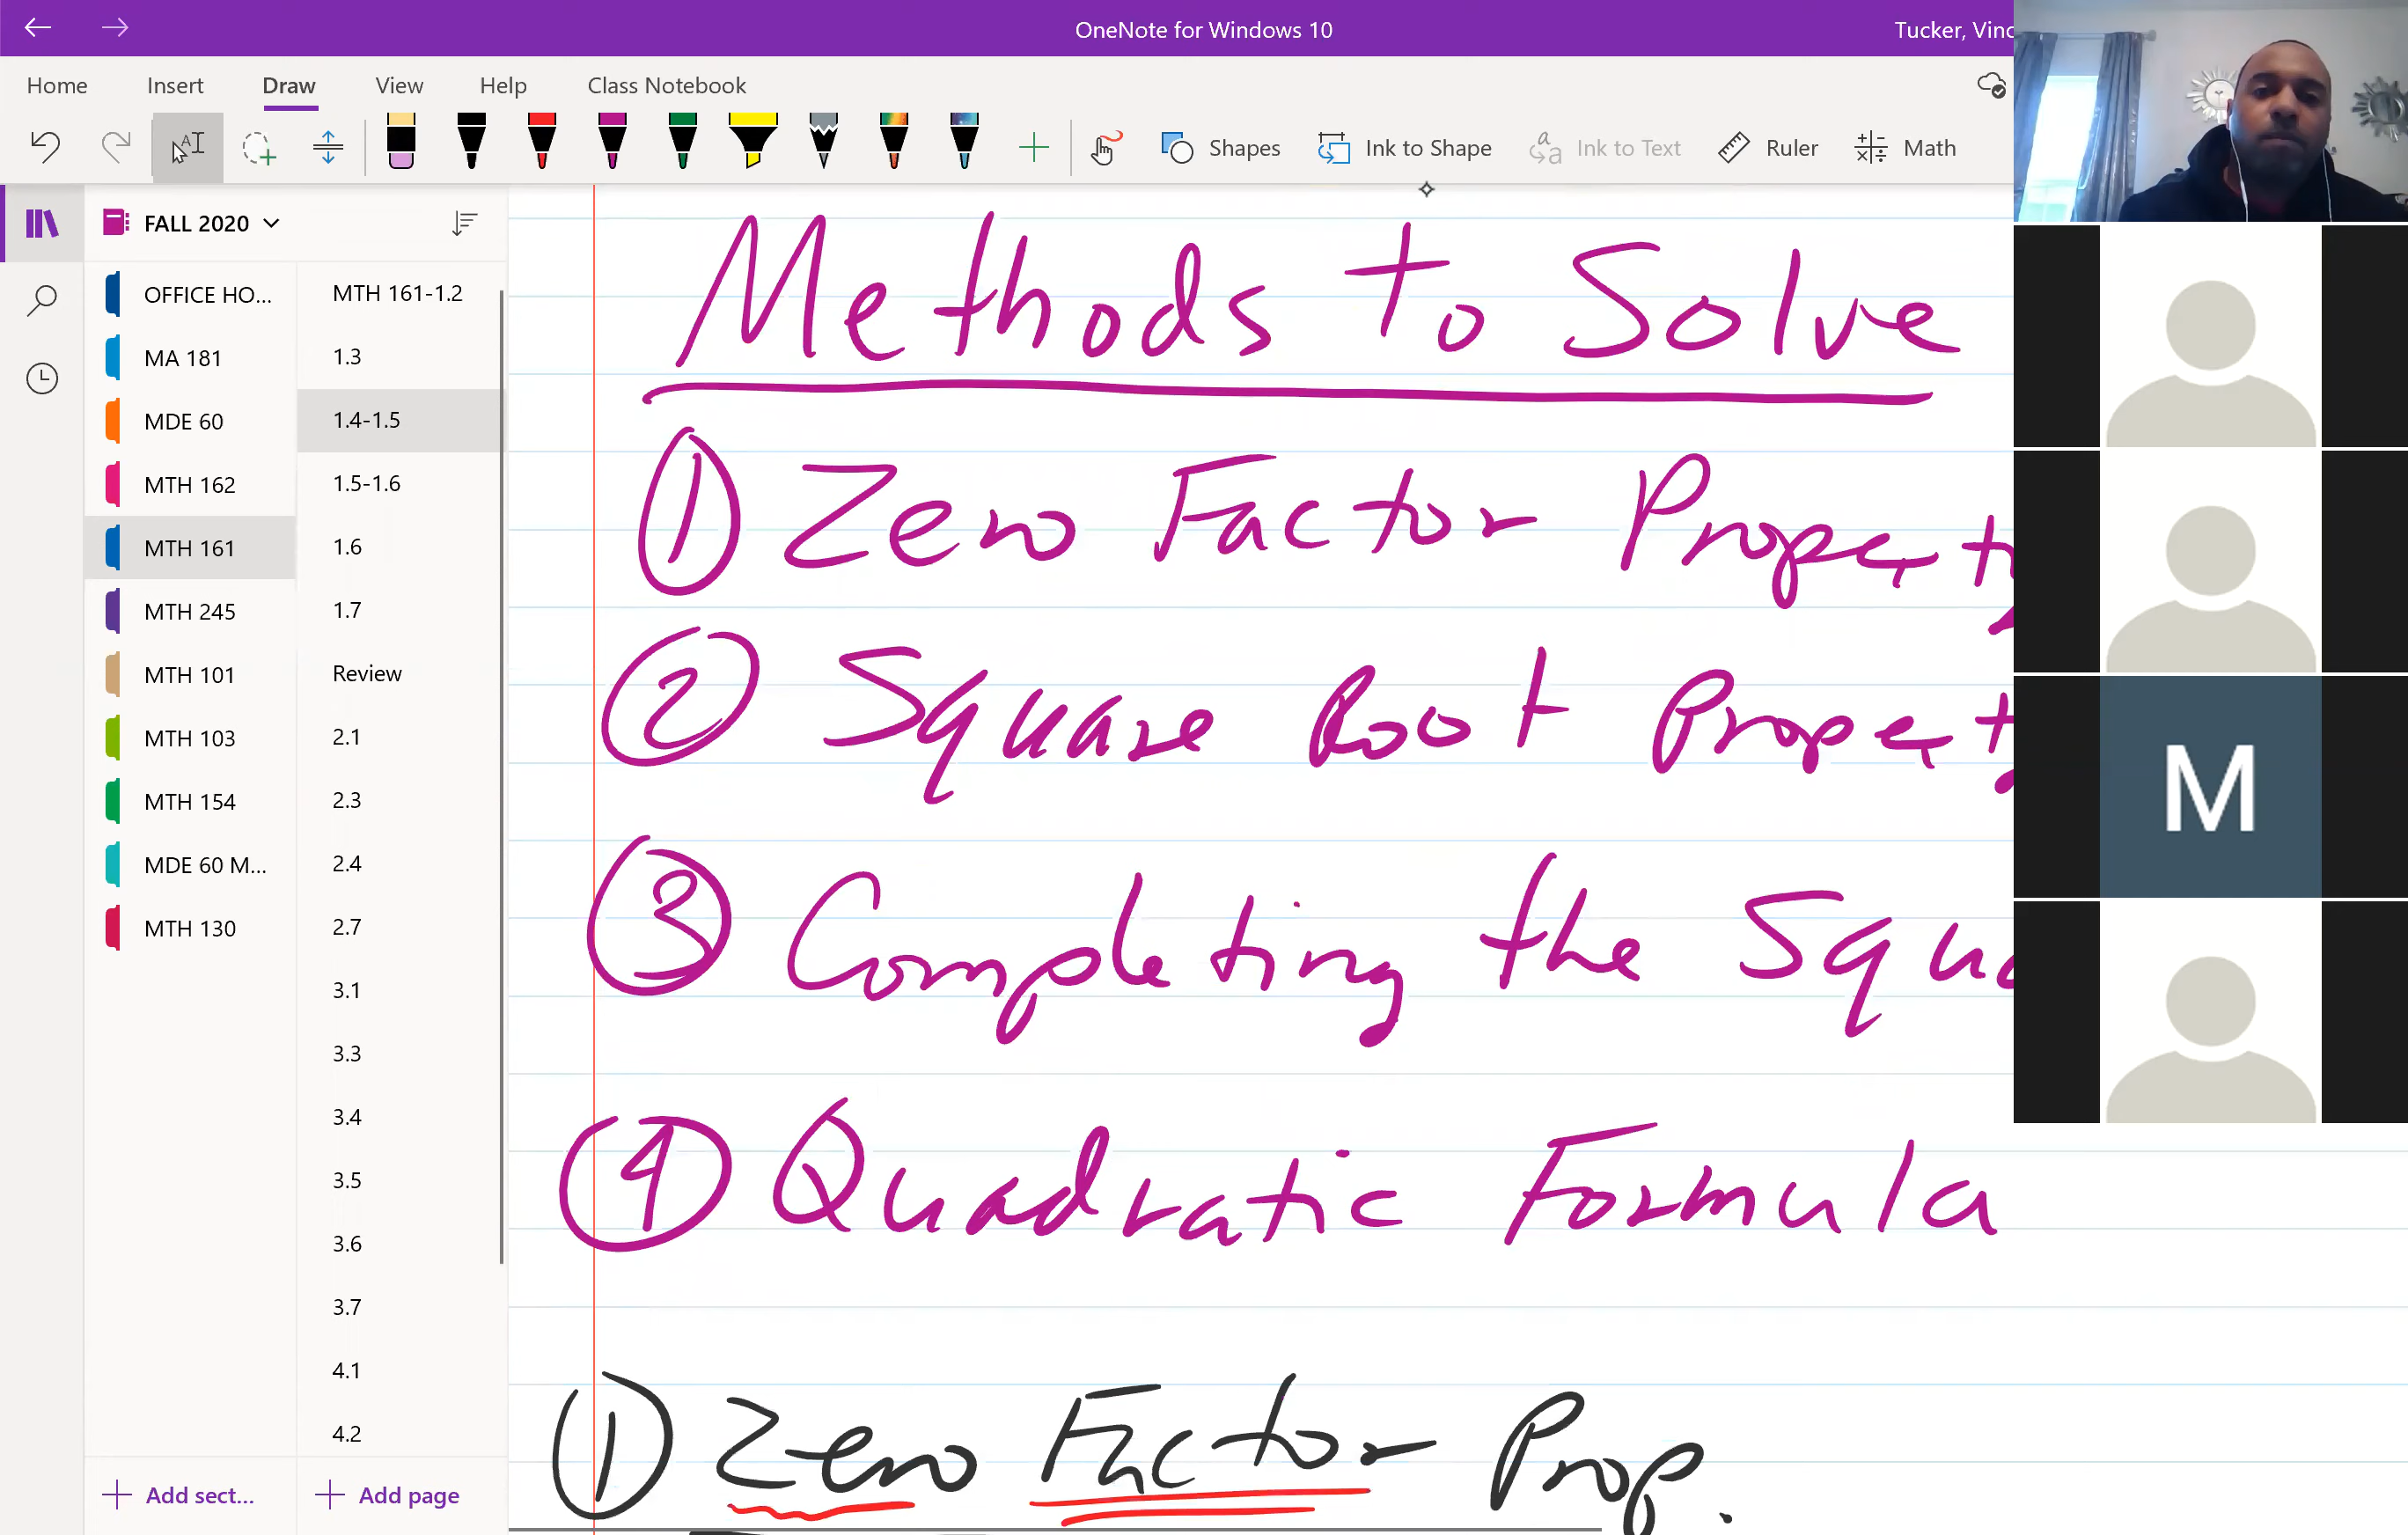 OneNote for Windows 10
Tucker, Vinc
Home Insert Draw View Help Class Notebook
Shapes Ink to Shape Ink to Text Ruler Math
FALL 2020
OFFICE HO...
MA 181
MDE 60
MTH 162
MTH 161
MTH 245
MTH 101
MTH 103
MTH 154
MDE 60 M...
MTH 130
Add sect...
MTH 161-1.2
1.3
1.4-1.5
1.5-1.6
1.6
1.7
Review
2.1
2.3
2.4
2.7
3.1
3.3
3.4
3.5
3.6
3.7
4.1
4.2
Add page
Methods to Solve
① Zero Factor Property
② Square Root Property
③ Completing the Squa
④ Quadratic Formula
① Zero Factor Prop.
M